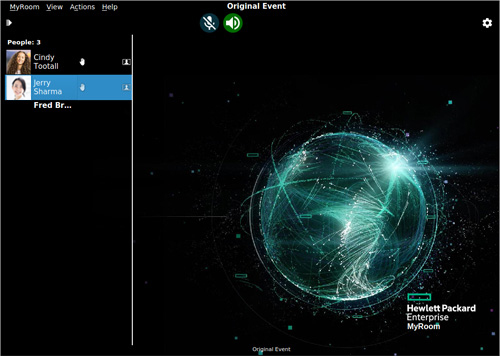 MyRoom View Actions Help
Original Event
People: 3
Cindy
Tootall
Jerry
Sharma
Fred Br...
Hewlett Packard
Enterprise
MyRoom
Original Event